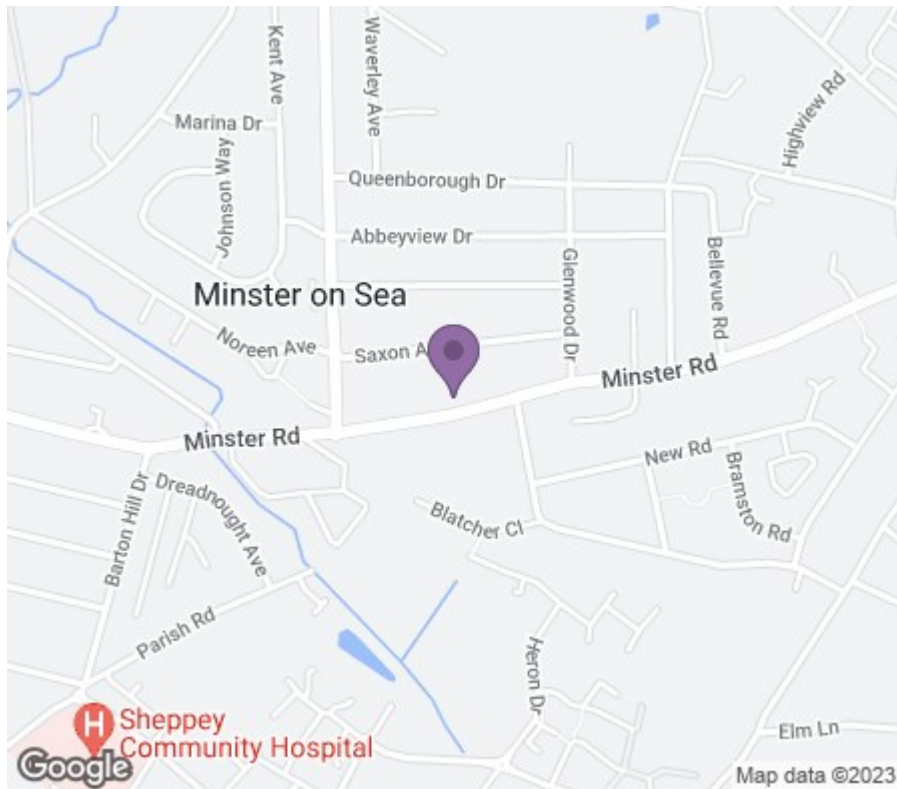 Kent Ave
Waverley Ave
Highview Rd
Marina Dr
Johnson Way
Queenborough Dr
Abbeyview Dr
Glenwood Dr
Bellevue Rd
Minster on Sea
Noreen Ave
Saxon A
Minster Rd
Minster Rd
New Rd
Bramston Rd
Barton Hill Dr
Dreadnought Ave
Blatcher Cl
Parish Rd
Heron Dr
H
Sheppey
Community Hospital
Elm Ln
Google
Map data ©2023